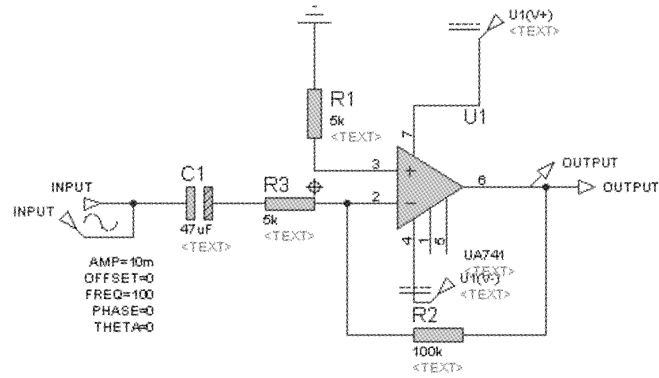 U1(V+)
<TEXT>
R1
5k
<TEXT>
7
U1
3
C1
R3
2
6
OUTPUT
OUTPUT
INPUT
INPUT
47uF
<TEXT>
5k
<TEXT>
4
1
5
UA741
<TEXT>
U1(V-)
<TEXT>
AMP=10m
OFFSET=0
FREQ=100
PHASE=0
THETA=0
R2
100k
<TEXT>